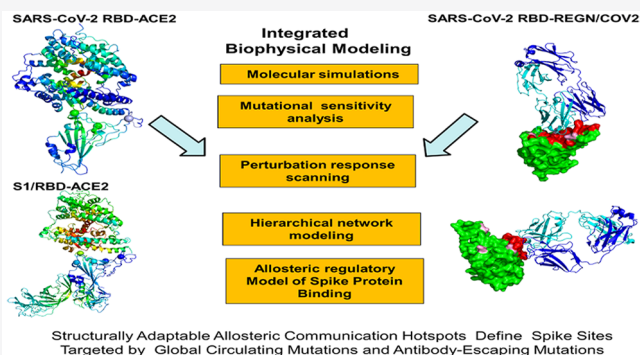 SARS-CoV-2 RBD-ACE2
SARS-CoV-2 RBD-REGN/COV2
Integrated
Biophysical Modeling
Molecular simulations
Mutational sensitivity
analysis
Perturbation response
scanning
S1/RBD-ACE2
Hierarchical network
modeling
Allosteric regulatory
Model of Spike Protein
Binding
Structurally Adaptable Allosteric Communication Hotspots Define Spike Sites
Targeted by Global Circulating Mutations and Antibody-Escaping Mutations